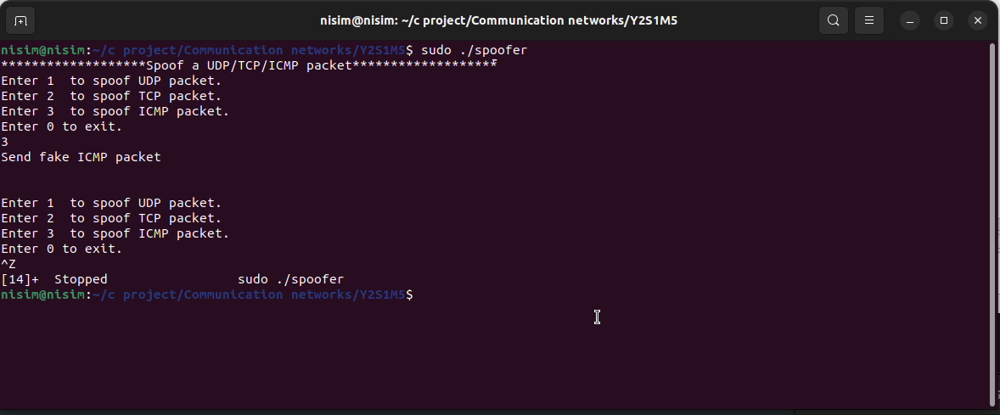 nisim@nisim: ~/c project/Communication networks/Y2S1M5
nisim@nisim:~/c project/Communication networks/Y2S1M5$ sudo ./spoofer
*******************Spoof a UDP/TCP/ICMP packet*******************
Enter 1  to spoof UDP packet.
Enter 2  to spoof TCP packet.
Enter 3  to spoof ICMP packet.
Enter 0 to exit.
3
Send fake ICMP packet
Enter 1  to spoof UDP packet.
Enter 2  to spoof TCP packet.
Enter 3  to spoof ICMP packet.
Enter 0 to exit.
^Z
[14]+  Stopped                 sudo ./spoofer
nisim@nisim:~/c project/Communication networks/Y2S1M5$